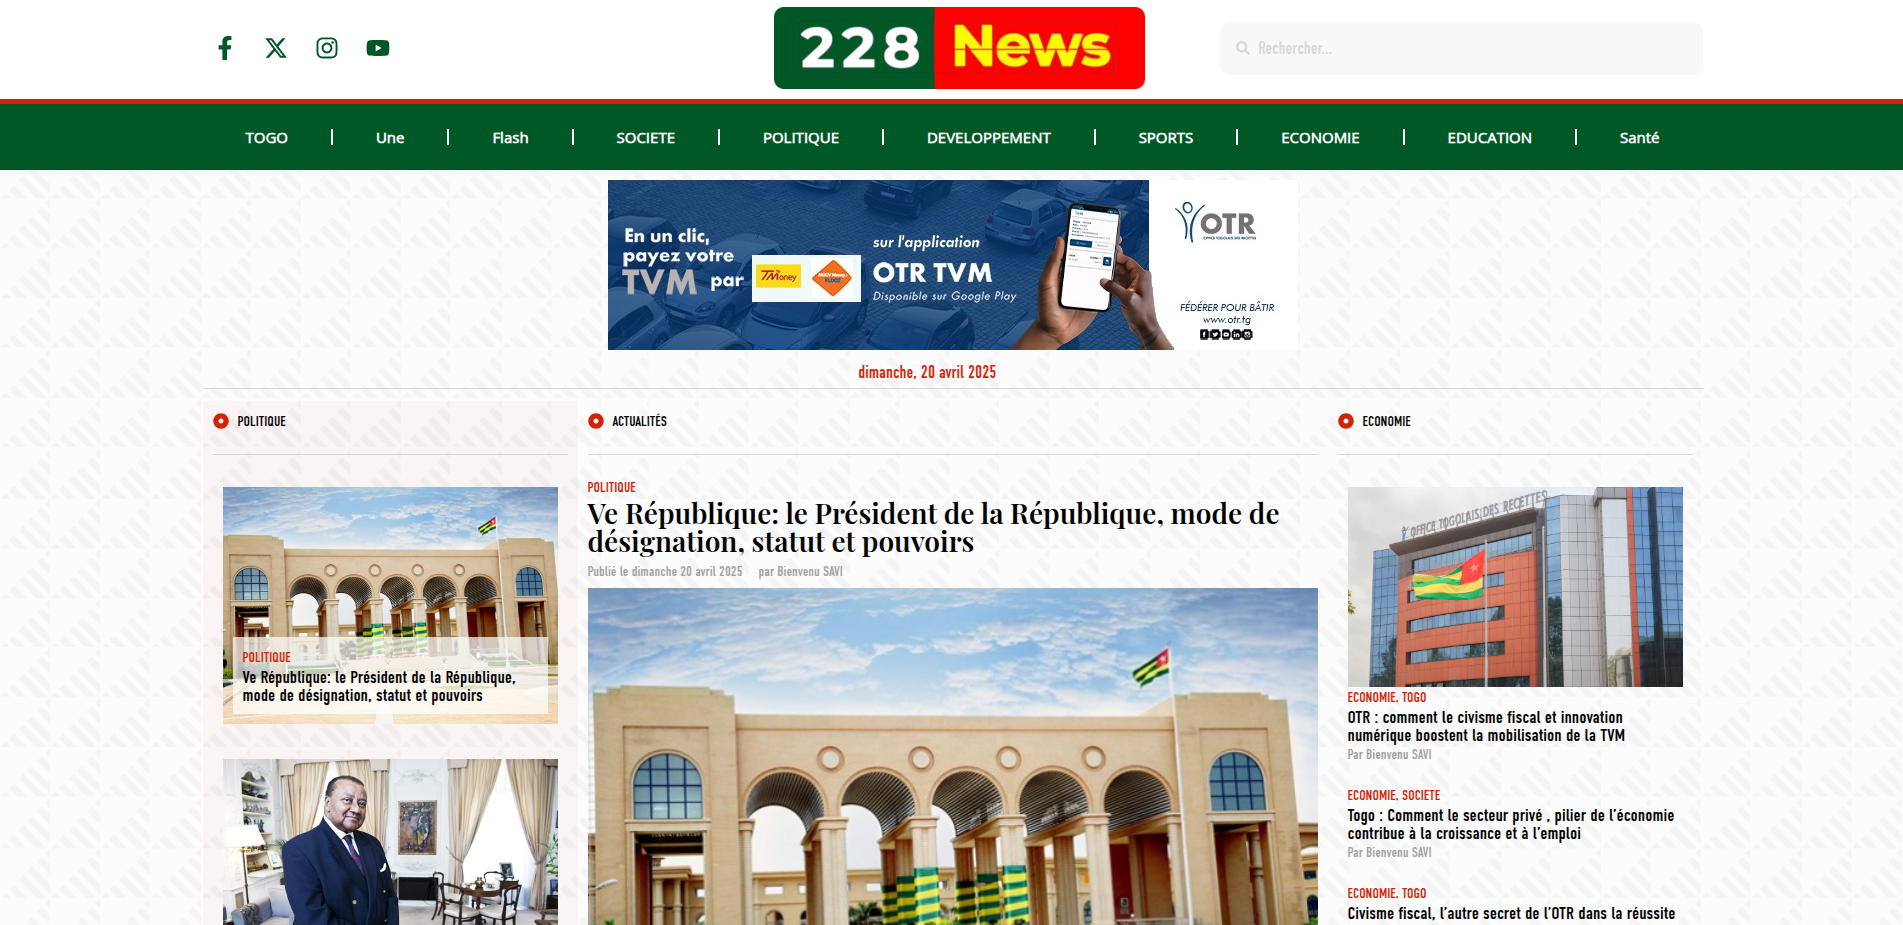 228 News
Rechercher...
TOGO
Une
Flash
SOCIETE
POLITIQUE
DEVELOPPEMENT
SPORTS
ECONOMIE
EDUCATION
Santé
En un clic,
payez votre
TVM par
TMoney
sur l'application
OTR TVM
Disponible sur Google Play
OTR
OFFICE TOGOLAIS DES RECETTES
FÉDÉRER POUR BÂTIR
www.otr.tg
dimanche, 20 avril 2025
POLITIQUE
POLITIQUE
Ve République: le Président de la République,
mode de désignation, statut et pouvoirs
ACTUALITÉS
POLITIQUE
Ve République: le Président de la République, mode de
désignation, statut et pouvoirs
Publié le dimanche 20 avril 2025 par Bienvenu SAVI
ECONOMIE
OFFICE TOGOLAIS DES RECETTES
ECONOMIE, TOGO
OTR : comment le civisme fiscal et innovation
numérique boostent la mobilisation de la TVM
Par Bienvenu SAVI
ECONOMIE, SOCIETE
Togo : Comment le secteur privé , pilier de l’économie
contribue à la croissance et à l’emploi
Par Bienvenu SAVI
ECONOMIE, TOGO
Civisme fiscal, l’autre secret de l’OTR dans la réussite